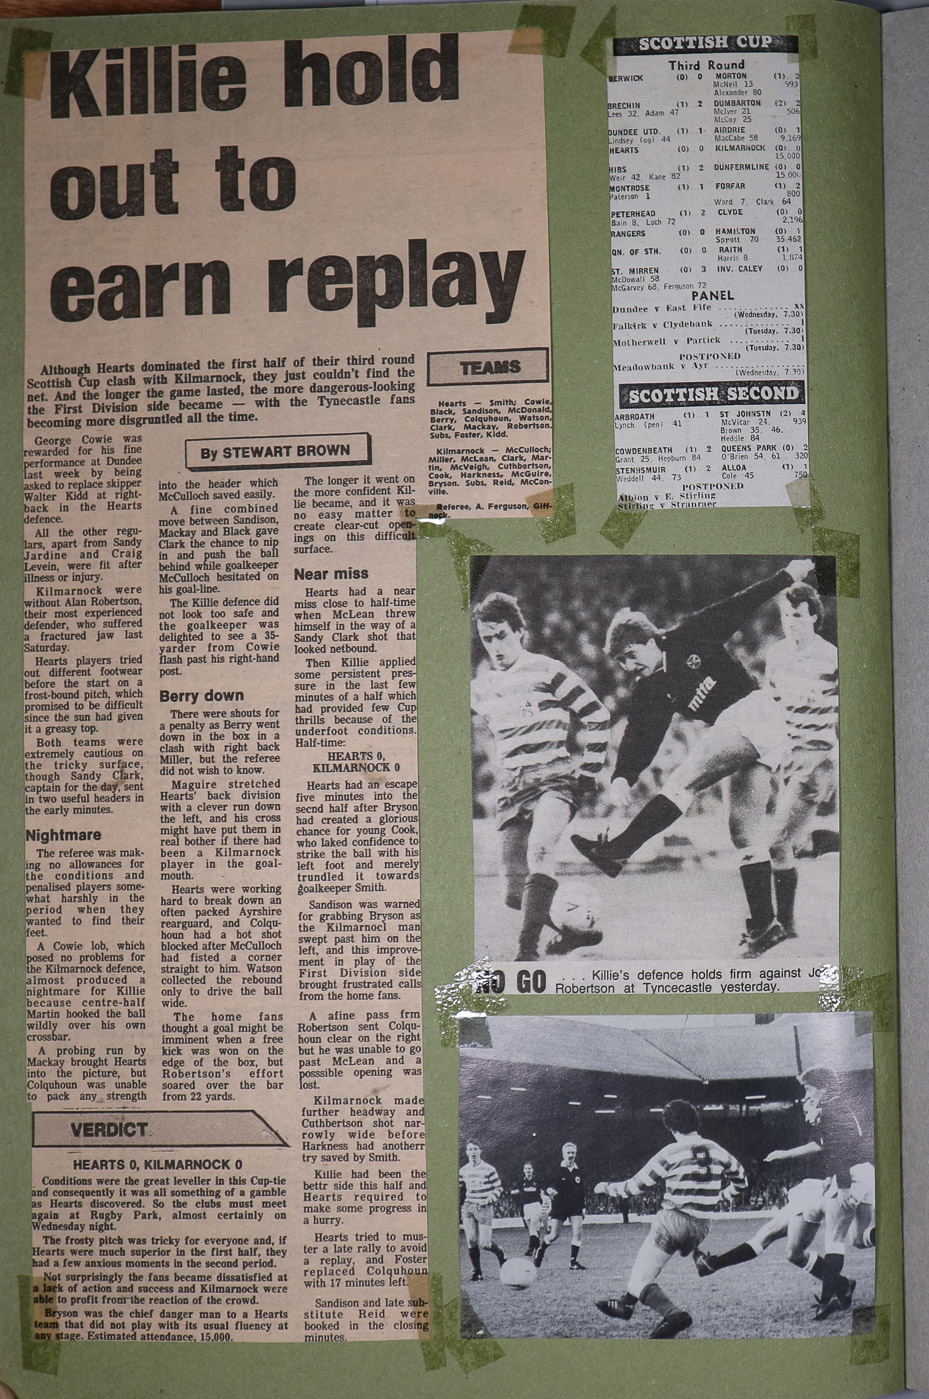 Killie hold
out to
earn replay
Although Hearts dominated the first half of their third round
Scottish Cup clash with Kilmarnock, they just couldn't find the
net. And the longer the game lasted, the more dangerous-looking
the First Division side became — with the Tynecastle fans
becoming more disgruntled all the time.
By STEWART BROWN
George Cowie was
rewarded for his fine
performance at Dundee
last week by being
asked to replace skipper
Walter Kidd at right-
back in the Hearts
defence.
All the other regu-
lars, apart from Sandy
Jardine and Craig
Levein, were fit after
illness or injury.
Kilmarnock were
without Alan Robertson,
their most experienced
defender, who suffered
a fractured jaw last
Saturday.
Hearts players tried
out different footwear
before the start on a
frost-bound pitch, which
promised to be difficult
since the sun had given
it a greasy top.
Both teams were
extremely cautious on
the tricky surface,
though Sandy Clark,
captain for the day, sent
in two useful headers in
the early minutes.
Nightmare
The referee was mak-
ing no allowances for
the conditions and
penalised players some-
what harshly in the
period when they
wanted to find their
feet.
A Cowie lob, which
posed no problems for
the Kilmarnock defence,
almost produced a
nightmare for Killie
because centre-half
Martin hooked the ball
wildly over his own
crossbar.
A probing run by
Mackay brought Hearts
into the picture, but
Colquhoun was unable
to pack any strength
into the header which
McCulloch saved easily.
A fine combined
move between Sandison,
Mackay and Black gave
Clark the chance to nip
in and push the ball
behind while goalkeeper
McCulloch hesitated on
his goal-line.
The Killie defence did
not look too safe and
the goalkeeper was
delighted to see a 35-
yarder from Cowie
flash past his right-hand
post.
Berry down
There were shouts for
a penalty as Berry went
down in the box in a
clash with right back
Miller, but the referee
did not wish to know.
Maguire stretched
Hearts' back division
with a clever run down
the left, and his cross
might have put them in
real bother if there had
been a Kilmarnock
player in the goal-
mouth.
Hearts were working
hard to break down an
often packed Ayrshire
rearguard, and Colqu-
houn had a hot shot
blocked after McCulloch
had fisted a corner
straight to him. Watson
collected the rebound
only to drive the ball
wide.
The home fans
thought a goal might be
imminent when a free
kick was won on the
edge of the box, but
Robertson's effort
soared over the bar
from 22 yards.
The longer it went on
the more confident Kil-
lie became, and it was
no easy matter to
create clear-cut open-
ings on this difficult
surface.
Near miss
Hearts had a near
miss close to half-time
when McLean threw
himself in the way of a
Sandy Clark shot that
looked netbound.
Then Killie applied
some persistent pres-
sure in the last few
minutes of a half which
had provided few Cup
thrills because of the
underfoot conditions.
Half-time:
HEARTS 0,
KILMARNOCK 0
Hearts had an escape
five minutes into the
secnd half after Bryson
had created a glorious
chance for young Cook,
who laked confidence to
strike the ball with his
left foot and merely
trundled it towards
goalkeeper Smith.
Sandison was warned
for grabbing Bryson as
the Kilmarnocl man
swept past him on the
left, and this improve-
ment in play of the
First Division side
brought frustrated calls
from the home fans.
A afine pass frm
Robertson sent Colqu-
houn clear on the right
but he was unable to go
past McLean and a
posssible opening was
lost.
Kilmarnock made
further headway and
Cuthbertson shot nar-
rowly wide before
Harkness had anotherr
try saved by Smith.
Killie had been the
bettr side this half and
Hearts required to
make some progress in
a hurry.
Hearts tried to mus-
ter a late rally to avoid
a replay, and Foster
replaced Colquhoun
with 17 minutes left.
Sandison and late sub-
stitute Reid were
booked in the closing
minutes.
VERDICT
HEARTS 0, KILMARNOCK 0
Conditions were the great leveller in this Cup-tie
and consequently it was all something of a gamble
as Hearts discovered. So the clubs must meet
again at Rugby Park, almost certainly on
Wednesday night.
The frosty pitch was tricky for everyone and, if
Hearts were much superior in the first half, they
had a few anxious moments in the second period.
Not surprisingly the fans became dissatisfied at
a lack of action and success and Kilmarnock were
able to profit from the reaction of the crowd.
Bryson was the chief danger man to a Hearts
team that did not play with its usual fluency at
any stage. Estimated attendance, 15,000.
TEAMS
Hearts — Smith; Cowie,
Black, Sandison, McDonald,
Berry, Colquhoun, Watson,
Clark, Mackay, Robertson.
Subs, Foster, Kidd.
Kilmarnock — McCulloch;
Miller, McLean, Clark, Mar-
tin, McVeigh, Cuthbertson,
Cook, Harkness, McGuire,
Bryson. Subs, Reid, McCon-
ville.
Referee, A. Ferguson, Giff-
nock.
SCOTTISH CUP
Third Round
BERWICK (0) 0 MORTON (1) 2
McNeil 13 993
Alexander 80
BRECHIN (1) 2 DUMBARTON (2) 2
Lees 32, Adam 47 McIver 21 506
McCoy 25
DUNDEE UTD. (1) 1 AIRDRIE (0) 1
Lindsey (og) 44 MacCabe 58 9,169
HEARTS (0) 0 KILMARNOCK (0) 0
15,000
HIBS (1) 2 DUNFERMLINE (0) 0
Weir 42, Kane 82 15,000
MONTROSE (1) 1 FORFAR (1) 2
Paterson 1 800
Ward 7, Clark 64
PETERHEAD (1) 2 CLYDE (0) 0
Bain 8, Loch 72 2,196
RANGERS (0) 0 HAMILTON (0) 1
Sprott 70 35,462
QN. OF STH. (0) 0 RAITH (1) 1
Harris 8 1,874
ST. MIRREN (0) 3 INV. CALEY (0) 0
McDowall 58
McGarvey 68, Ferguson 72
PANEL
Dundee v East Fife .......... xx
(Wednesday, 7.30)
Falkirk v Clydebank .......... 1
(Tuesday, 7.30)
Motherwell v Partick .......... 1
(Tuesday, 7.30)
POSTPONED
Meadowbank v Ayr ..........
(Wednesday, 7.30)
SCOTTISH SECOND
ARBROATH (1) 1 ST JOHNSTN (2) 4
Lynch (pen) 41 McVicar 24, 939
Brown 35, 46,
Heddle 84
COWDENBEATH (1) 2 QUEENS PARK (0) 2
Grant 25, Hepburn 84 O'Brien 54, 61 320
STENHSMUIR (1) 2 ALLOA (1) 1
Weddell 44, 73 Cole 45 750
POSTPONED
Albion v E. Stirling
Stirling v Stranraer
mita
NO GO . . . Killie's defence holds firm against
Robertson at Tyncecastle yesterday.